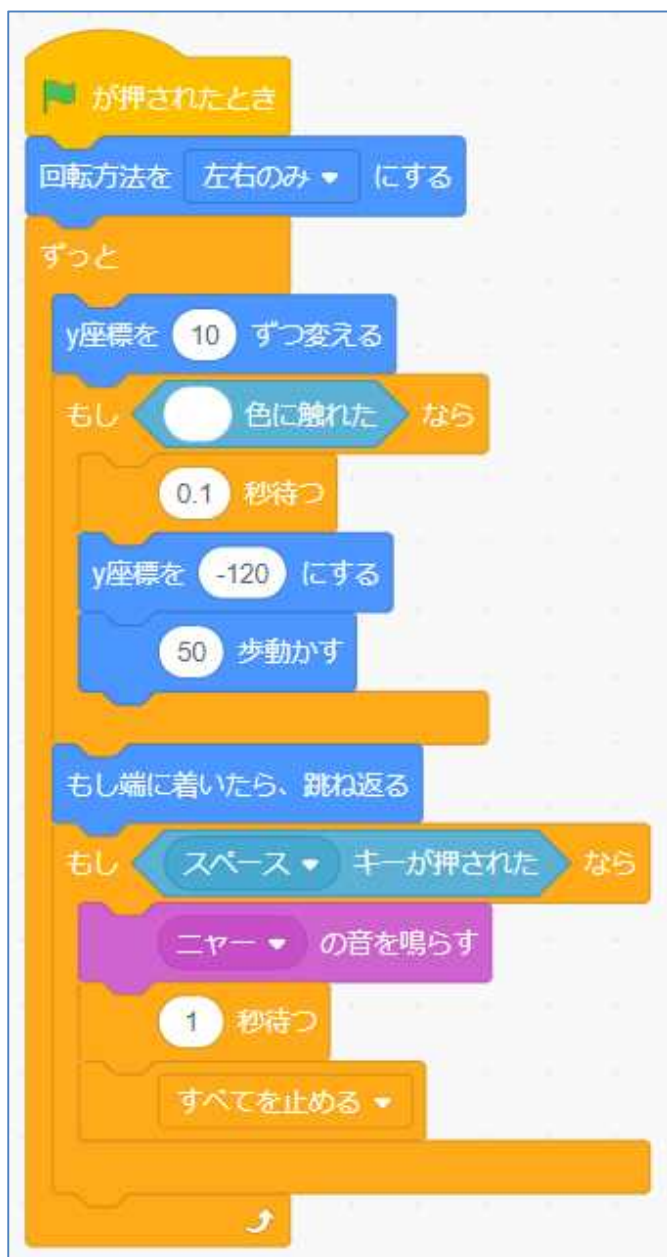 が押されたとき
回転方法を 左右のみ にする
ずっと
y座標を 10 ずつ変える
もし 色に触れた なら
0.1 秒待つ
y座標を -120 にする
50 歩動かす
もし端に着いたら、跳ね返る
もし スペース キーが押された なら
ニャー の音を鳴らす
1 秒待つ
すべてを止める